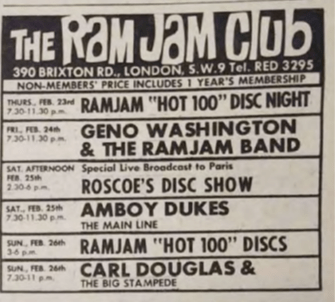 THE RAM JAM CLUB
390 BRIXTON RD., LONDON, S.W.9 Tel. RED 3295
NON-MEMBERS' PRICE INCLUDES 1 YEAR'S MEMBERSHIP
THURS., FEB. 23rd
7.30-11.30 p.m.
RAMJAM "HOT 100" DISC NIGHT
FRI., FEB. 24th
7.30-11.30 p.m.
GENO WASHINGTON
& THE RAMJAM BAND
SAT. AFTERNOON
FEB. 25th
2.30-6 p.m.
Special Live Broadcast to Paris
ROSCOE'S DISC SHOW
SAT., FEB. 25th
7.30-11.30 p.m.
AMBOY DUKES
THE MAIN LINE
SUN., FEB. 26th
3-6 p.m.
RAMJAM "HOT 100" DISCS
SUN., FEB. 26th
7.30-11 p.m.
CARL DOUGLAS &
THE BIG STAMPEDE